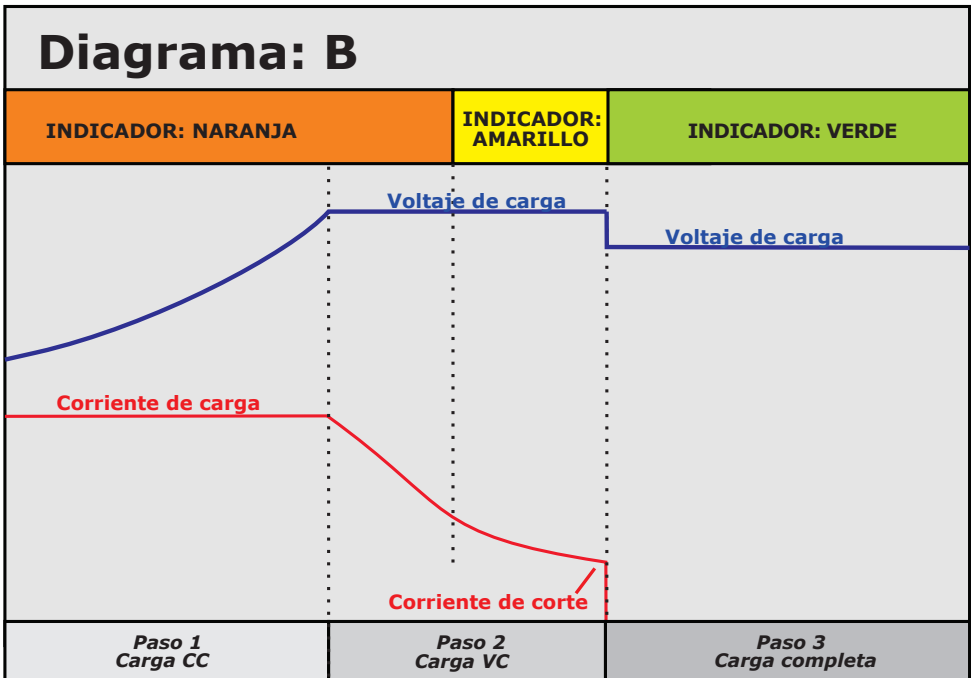 Diagrama: B
INDICADOR: NARANJA
INDICADOR:
AMARILLO
INDICADOR: VERDE
Voltaje de carga
Voltaje de carga
Corriente de carga
Corriente de corte
Paso 1
Carga CC
Paso 2
Carga VC
Paso 3
Carga completa